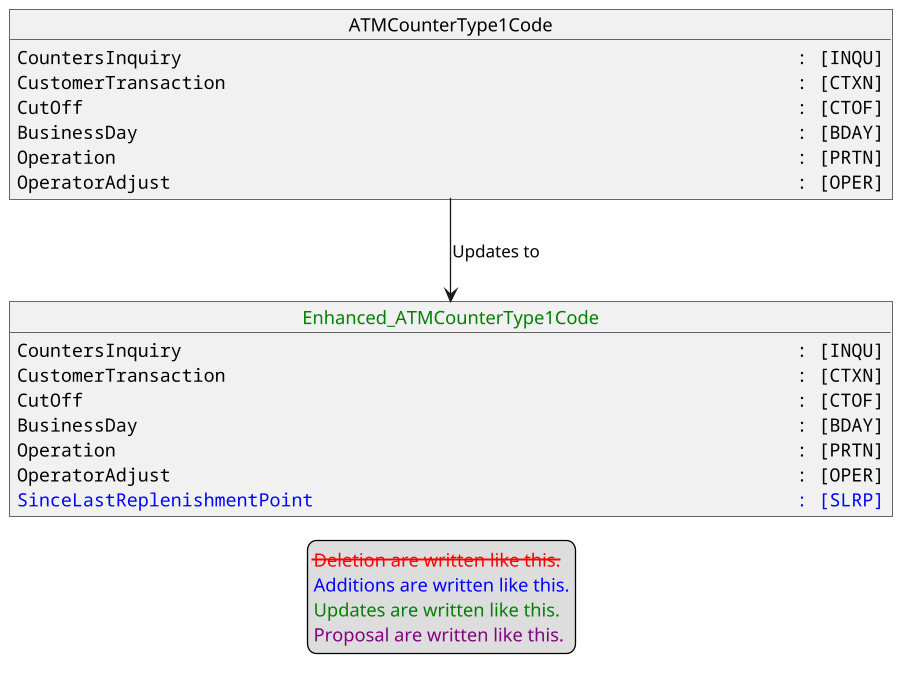 ATMCounterType1Code
CountersInquiry : [INQU]
CustomerTransaction : [CTXN]
CutOff : [CTOF]
BusinessDay : [BDAY]
Operation : [PRTN]
OperatorAdjust : [OPER]
Updates to
Enhanced_ATMCounterType1Code
CountersInquiry : [INQU]
CustomerTransaction : [CTXN]
CutOff : [CTOF]
BusinessDay : [BDAY]
Operation : [PRTN]
OperatorAdjust : [OPER]
SinceLastReplenishmentPoint : [SLRP]
Deletion are written like this.
Additions are written like this.
Updates are written like this.
Proposal are written like this.